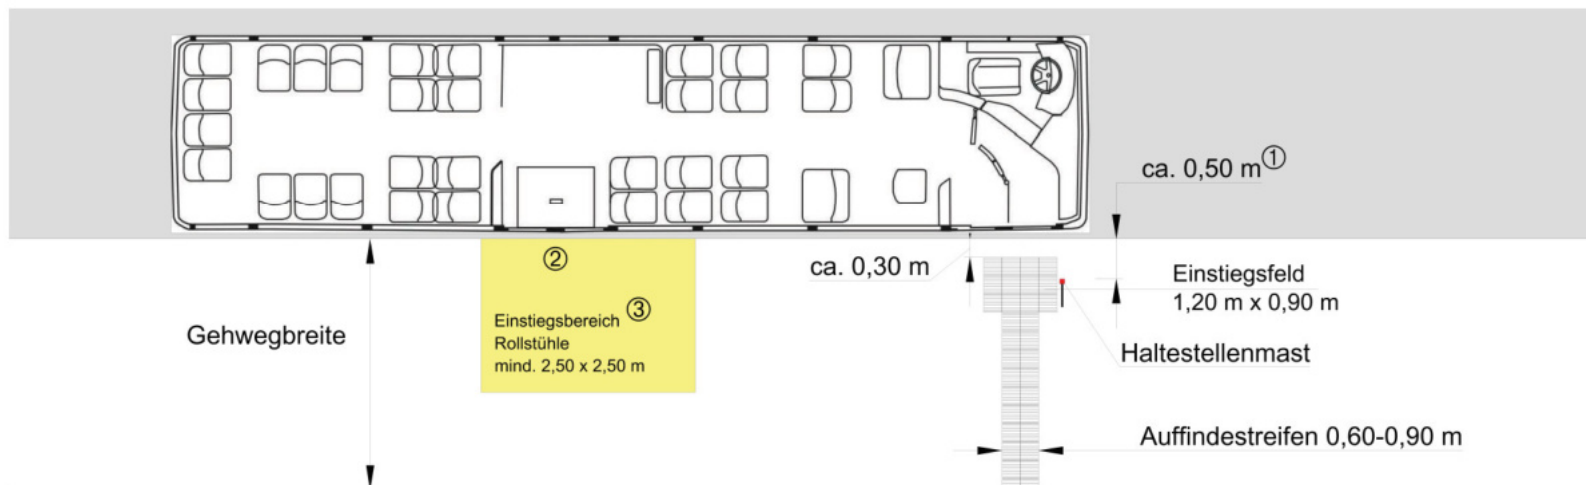 ca. 0,50 m①
②
ca. 0,30 m
Einstiegsfeld
1,20 m x 0,90 m
Einstiegsbereich ③
Rollstühle
mind. 2,50 x 2,50 m
Gehwegbreite
Haltestellenmast
Auffindestreifen 0,60-0,90 m